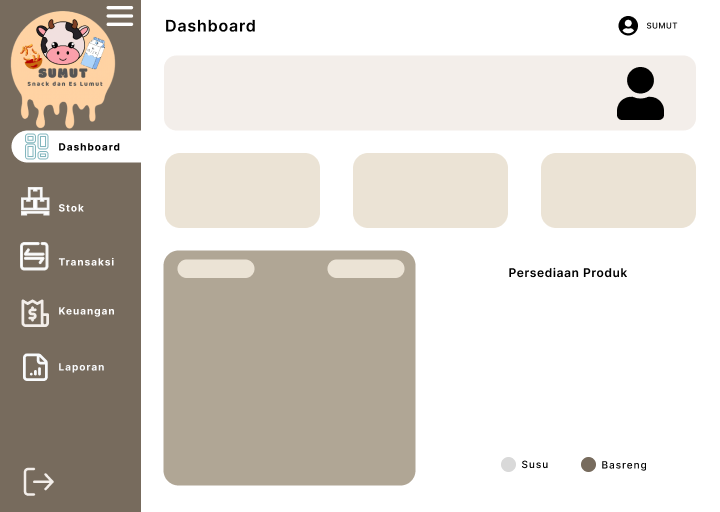 SUMUT
Snack dan Es Lumut
Dashboard
Stok
Transaksi
Keuangan
Laporan
Dashboard
SUMUT
Persediaan Produk
Susu
Basreng